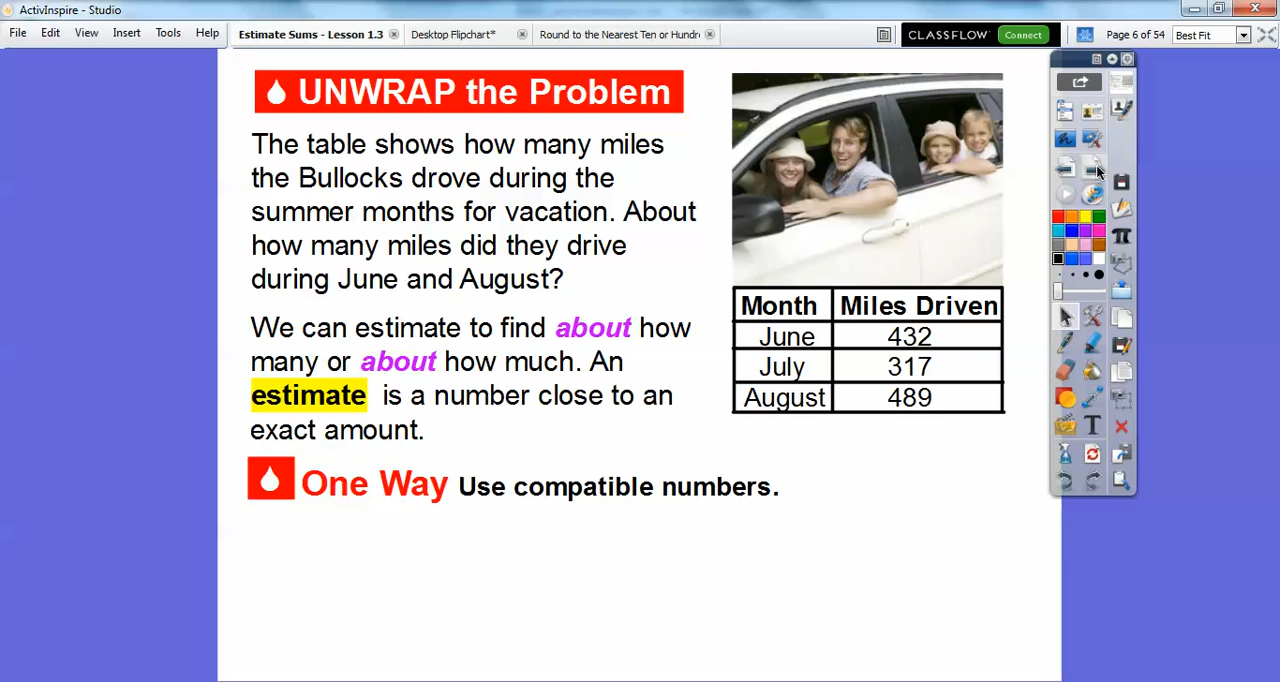 ActivInspire - Studio
File Edit View Insert Tools Help
Estimate Sums - Lesson 1.3
Desktop Flipchart*
Round to the Nearest Ten or Hundr
CLASSFLOW Connect
Page 6 of 54
Best Fit
UNWRAP the Problem
The table shows how many miles
the Bullocks drove during the
summer months for vacation. About
how many miles did they drive
during June and August?
We can estimate to find about how
many or about how much. An
estimate is a number close to an
exact amount.
Month Miles Driven
June 432
July 317
August 489
One Way Use compatible numbers.